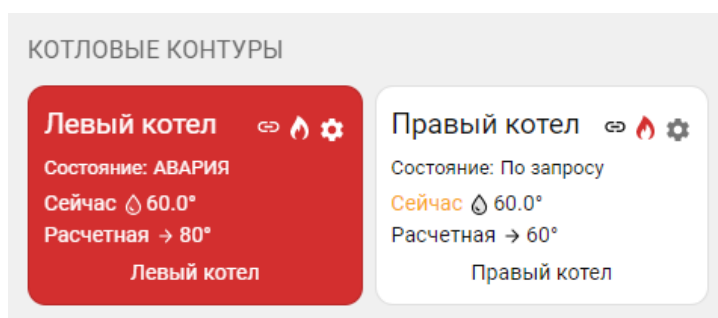 КОТЛОВЫЕ КОНТУРЫ
Левый котел
Состояние: АВАРИЯ
Сейчас 60.0°
Расчетная → 80°
Левый котел
Правый котел
Состояние: По запросу
Сейчас 60.0°
Расчетная → 60°
Правый котел